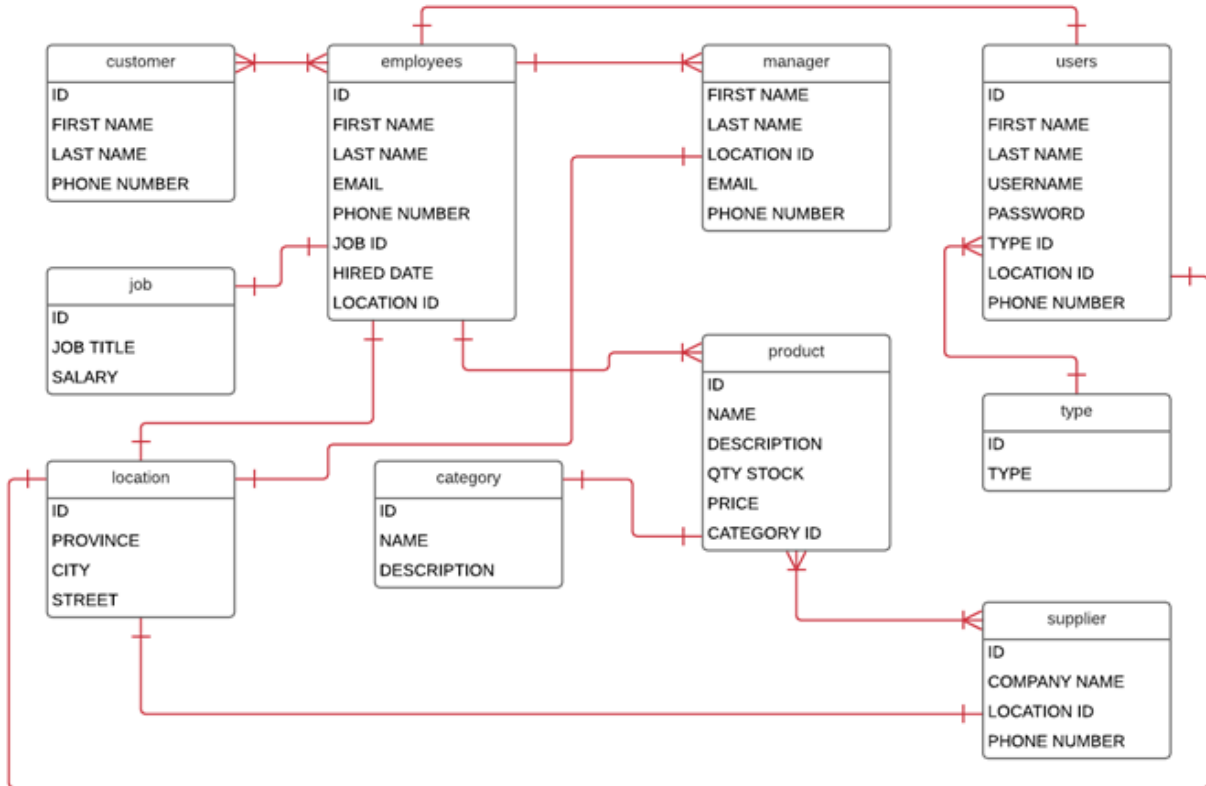 customer
ID
FIRST NAME
LAST NAME
PHONE NUMBER
employees
ID
FIRST NAME
LAST NAME
EMAIL
PHONE NUMBER
JOB ID
HIRED DATE
LOCATION ID
manager
FIRST NAME
LAST NAME
LOCATION ID
EMAIL
PHONE NUMBER
users
ID
FIRST NAME
LAST NAME
USERNAME
PASSWORD
TYPE ID
LOCATION ID
PHONE NUMBER
job
ID
JOB TITLE
SALARY
product
ID
NAME
DESCRIPTION
QTY STOCK
PRICE
CATEGORY ID
type
ID
TYPE
location
ID
PROVINCE
CITY
STREET
category
ID
NAME
DESCRIPTION
supplier
ID
COMPANY NAME
LOCATION ID
PHONE NUMBER